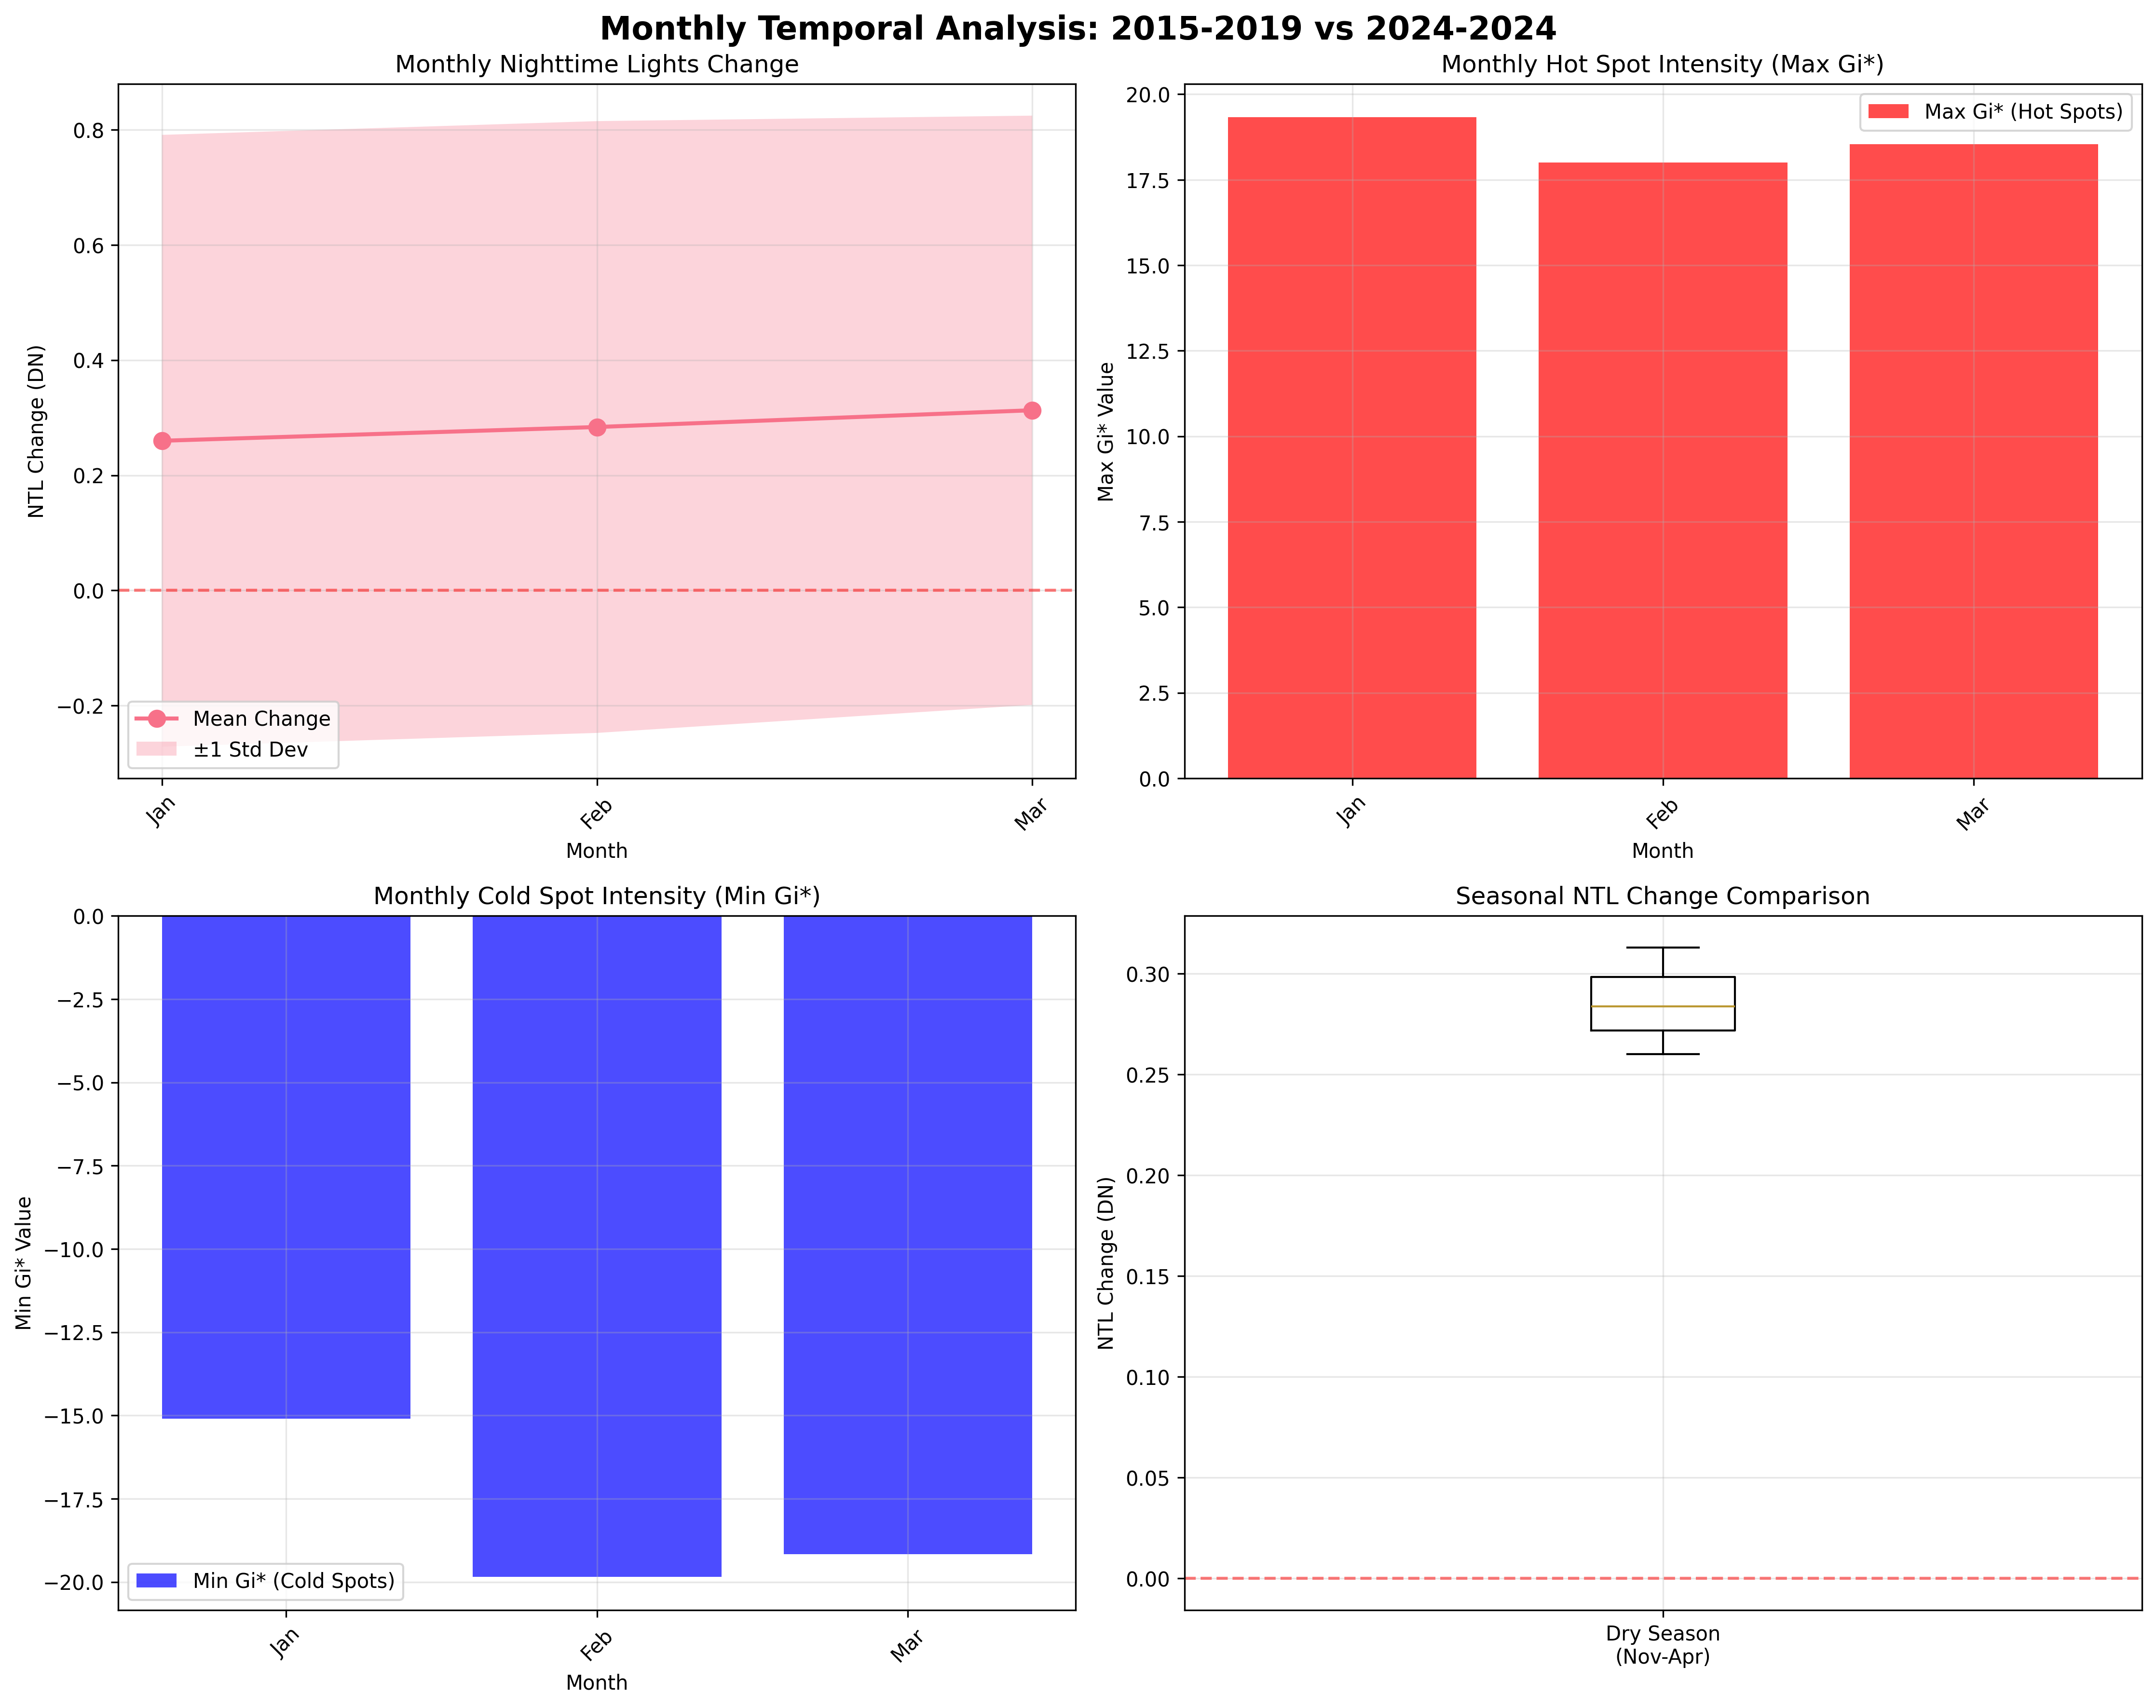 Monthly Temporal Analysis: 2015-2019 vs 2024-2024
Monthly Nighttime Lights Change
NTL Change (DN)
0.8
0.6
0.4
0.2
0.0
−0.2
Mean Change
±1 Std Dev
Jan
Feb
Mar
Month
Monthly Hot Spot Intensity (Max Gi*)
Max Gi* Value
20.0
17.5
15.0
12.5
10.0
7.5
5.0
2.5
0.0
Max Gi* (Hot Spots)
Jan
Feb
Mar
Month
Monthly Cold Spot Intensity (Min Gi*)
Min Gi* Value
0.0
−2.5
−5.0
−7.5
−10.0
−12.5
−15.0
−17.5
−20.0
Min Gi* (Cold Spots)
Jan
Feb
Mar
Month
Seasonal NTL Change Comparison
NTL Change (DN)
0.30
0.25
0.20
0.15
0.10
0.05
0.00
Dry Season
(Nov-Apr)